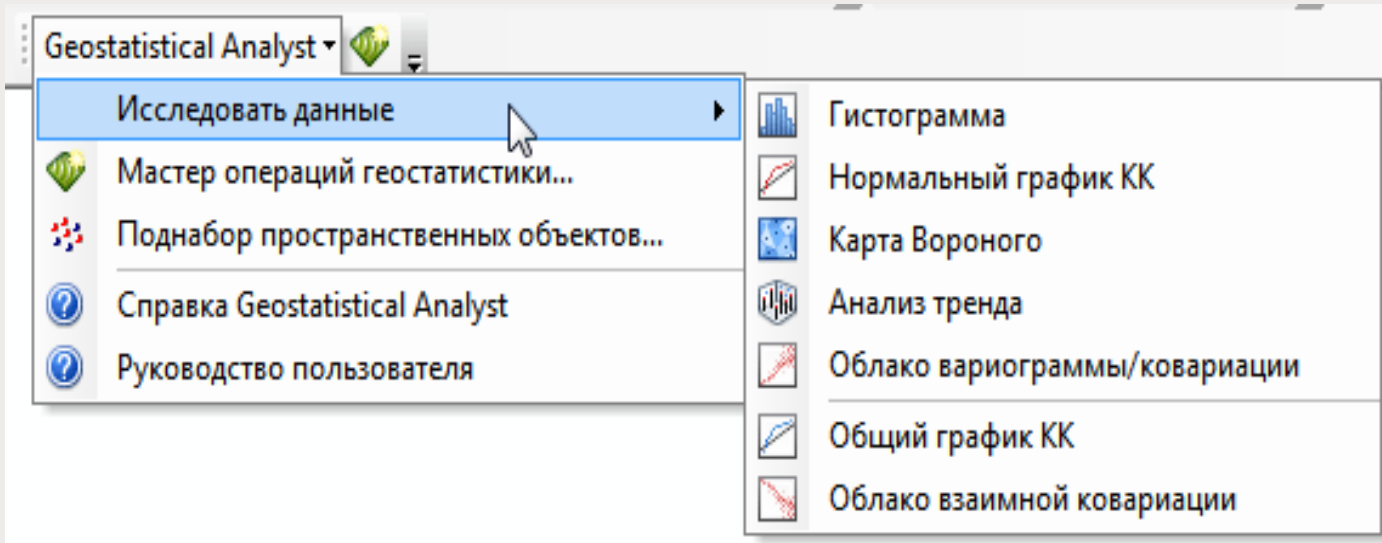 Geostatistical Analyst
Исследовать данные
Мастер операций геостатистики...
Поднабор пространственных объектов...
Справка Geostatistical Analyst
Руководство пользователя
Гистограмма
Нормальный график КК
Карта Вороного
Анализ тренда
Облако вариограммы/ковариации
Общий график КК
Облако взаимной ковариации